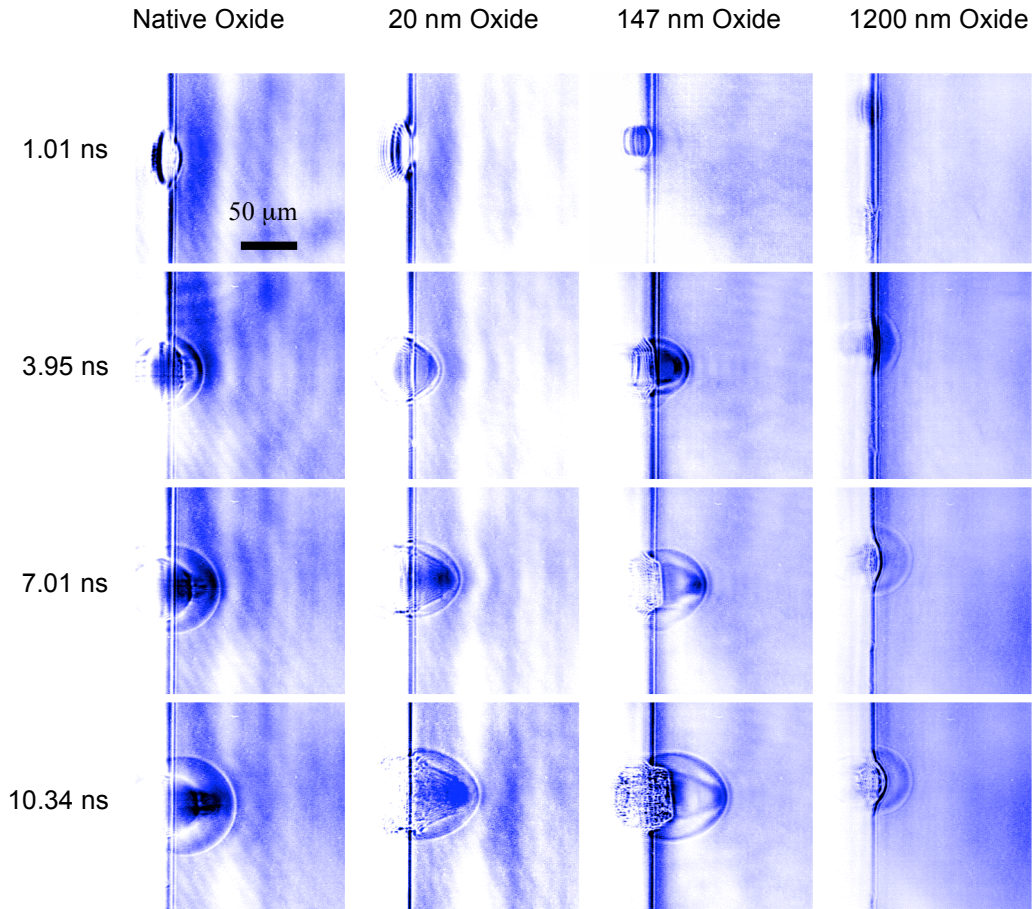 Native Oxide 20 nm Oxide 147 nm Oxide 1200 nm Oxide
1.01 ns
50 μm
3.95 ns
7.01 ns
10.34 ns